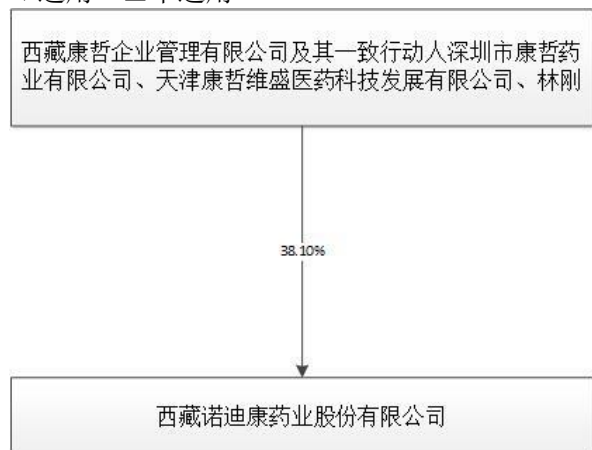 西藏康哲企业管理有限公司及其一致行动人深圳市康哲药
业有限公司、天津康哲维盛医药科技发展有限公司、林刚
38.10%
西藏诺迪康药业股份有限公司